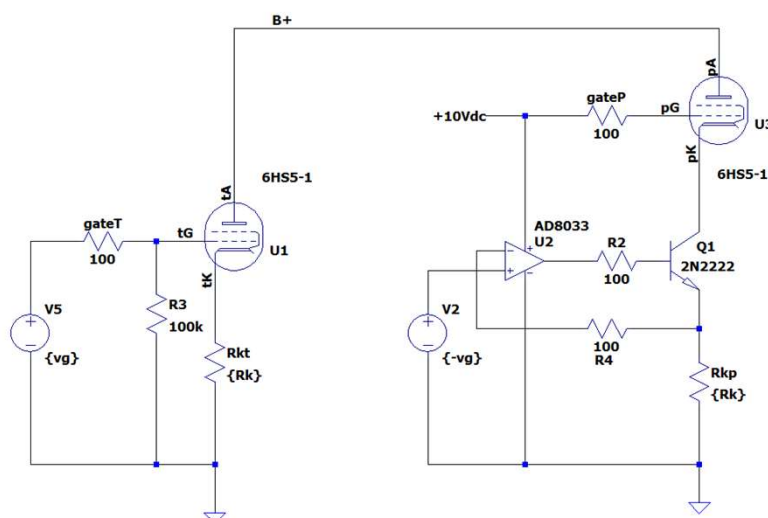 B+
pA
gateP
pG
+10Vdc
100
U3
pK
6HS5-1
6HS5-1
tA
gateT
tG
100
U1
AD8033
U2
R2
Q1
2N2222
100
tK
V5
R3
100k
V2
{vg}
Rkt
{Rk}
{-vg}
100
R4
Rkp
{Rk}